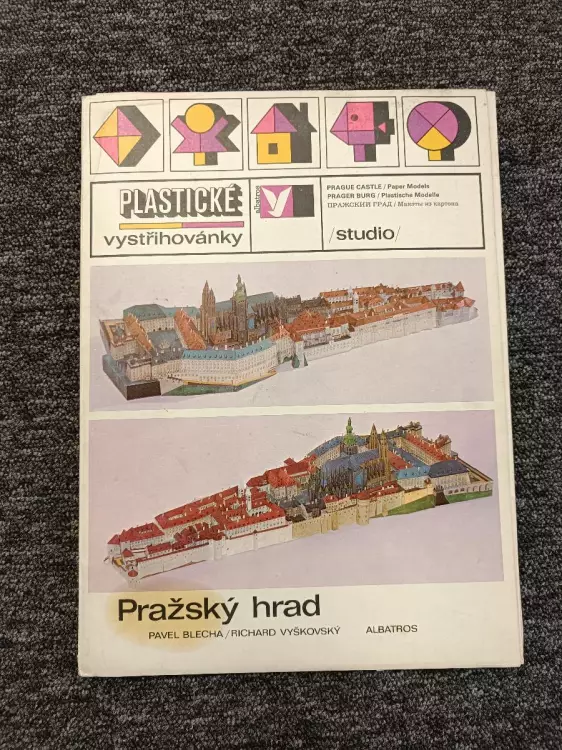 PLASTICKÉ
vystřihovánky
albatros
PRAGUE CASTLE / Paper Models
PRAGER BURG / Plastische Modelle
ПРАЖСКИЙ ГРАД / Макеты из картона
/studio/
Pražský hrad
PAVEL BLECHA / RICHARD VYŠKOVSKÝ ALBATROS